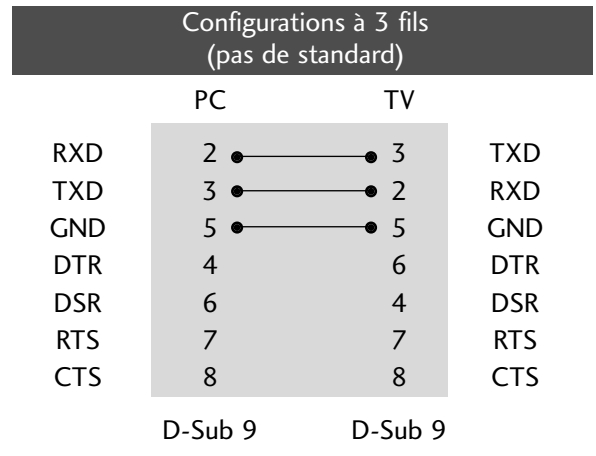 Configurations à 3 fils
(pas de standard)
PC TV
RXD 2 3 TXD
TXD 3 2 RXD
GND 5 5 GND
DTR 4 6 DTR
DSR 6 4 DSR
RTS 7 7 RTS
CTS 8 8 CTS
D-Sub 9 D-Sub 9